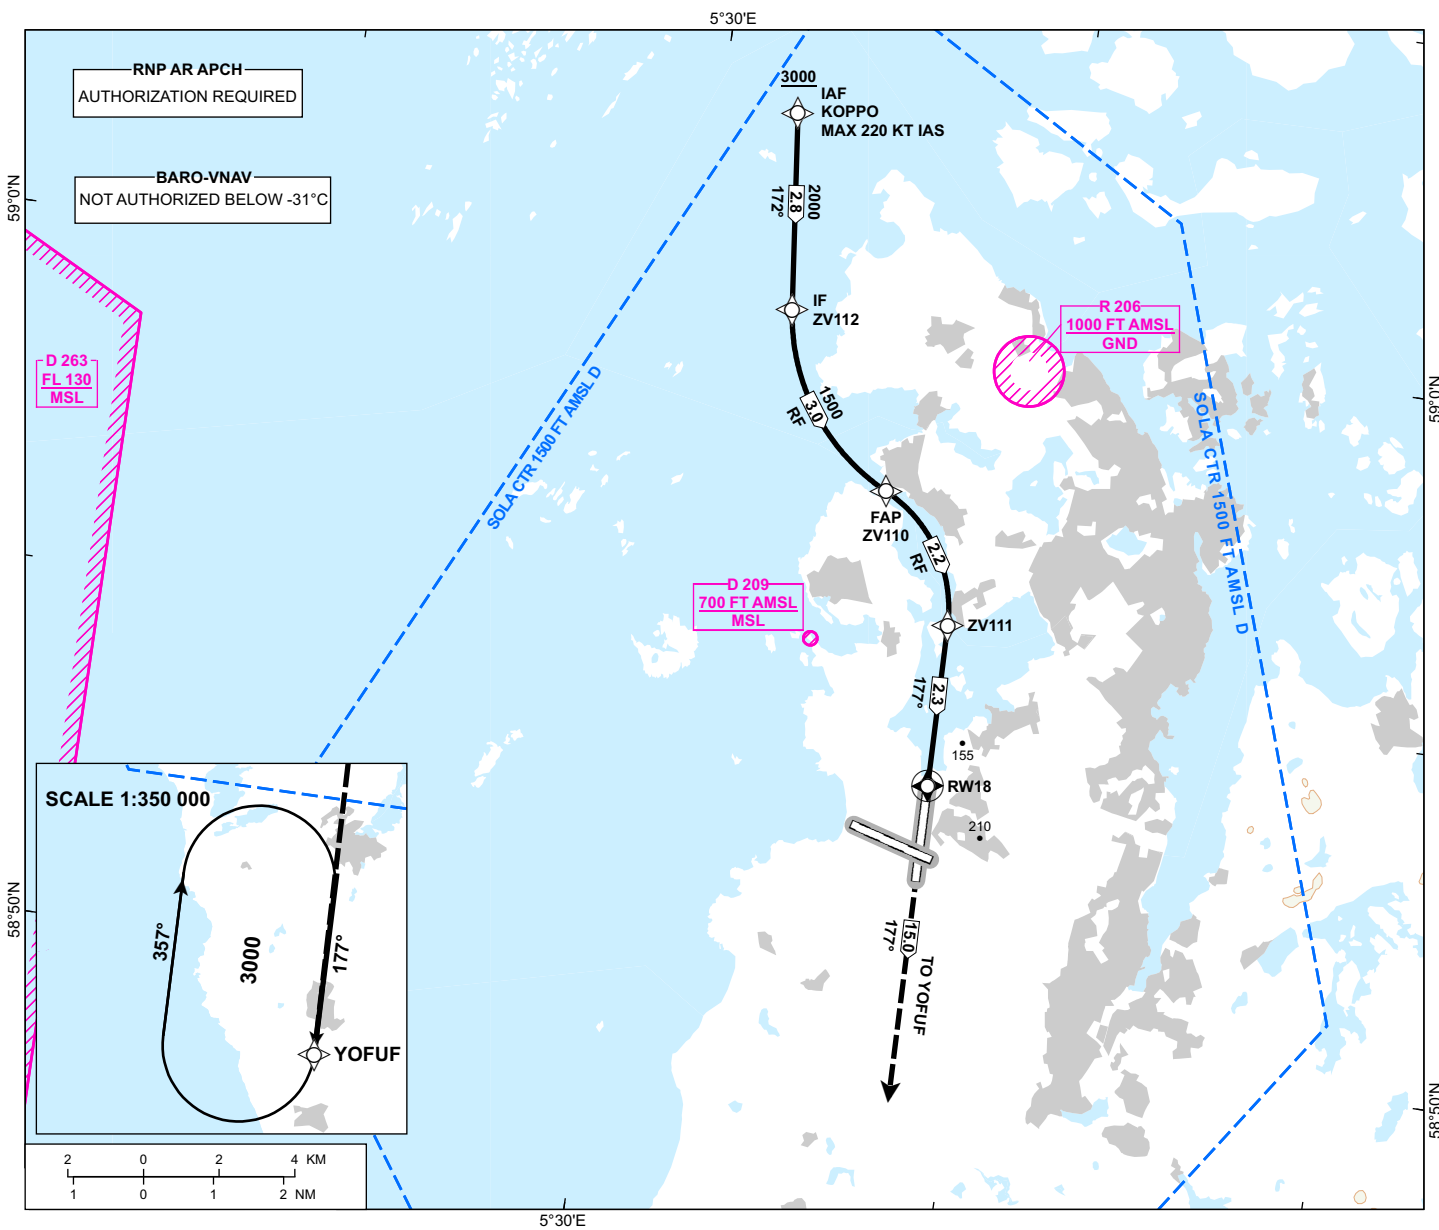 5°30'E
RNP AR APCH
AUTHORIZATION REQUIRED
BARO-VNAV
NOT AUTHORIZED BELOW -31°C
59°0'N
3000
IAF
KOPPO
MAX 220 KT IAS
2000
2.8
172°
IF
ZV112
R 206
1000 FT AMSL
GND
D 263
FL 130
MSL
SOLA CTR 1500 FT AMSL D
1500
3.0
RF
59°0'N
SOLA CTR 1500 FT AMSL D
FAP
ZV110
2.2
RF
D 209
700 FT AMSL
MSL
ZV111
2.3
177°
155
RW18
210
SCALE 1:350 000
357°
3000
177°
YOFUF
58°50'N
15.0
177°
TO YOFUF
58°50'N
2 0 2 4 KM
1 0 1 2 NM
5°30'E